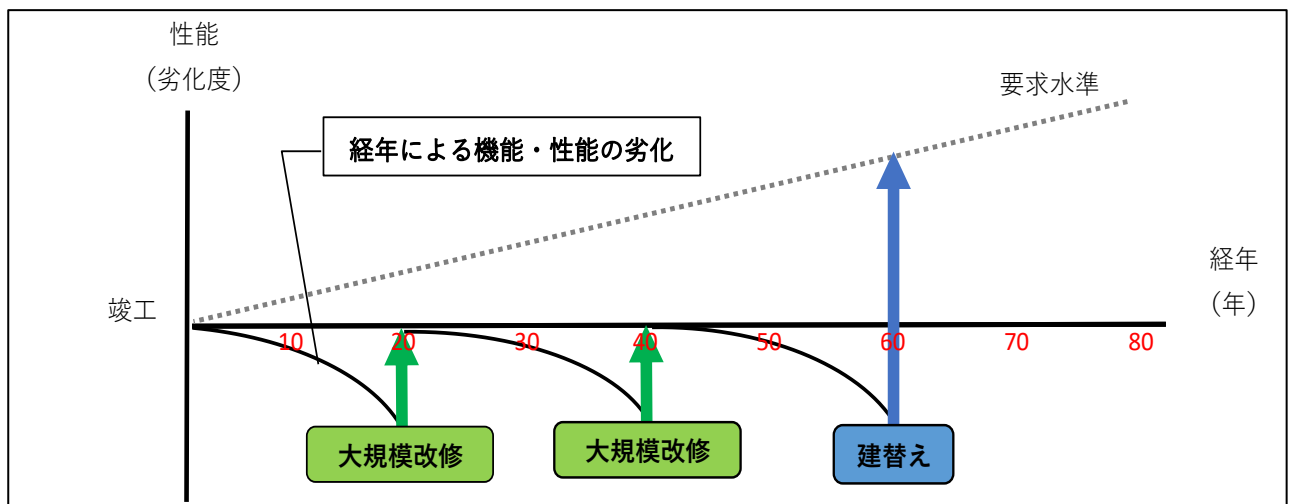 性能
（劣化度）
要求水準
経年による機能・性能の劣化
経年
（年）
竣工
10 20 30 40 50 60 70 80
大規模改修
大規模改修
建替え